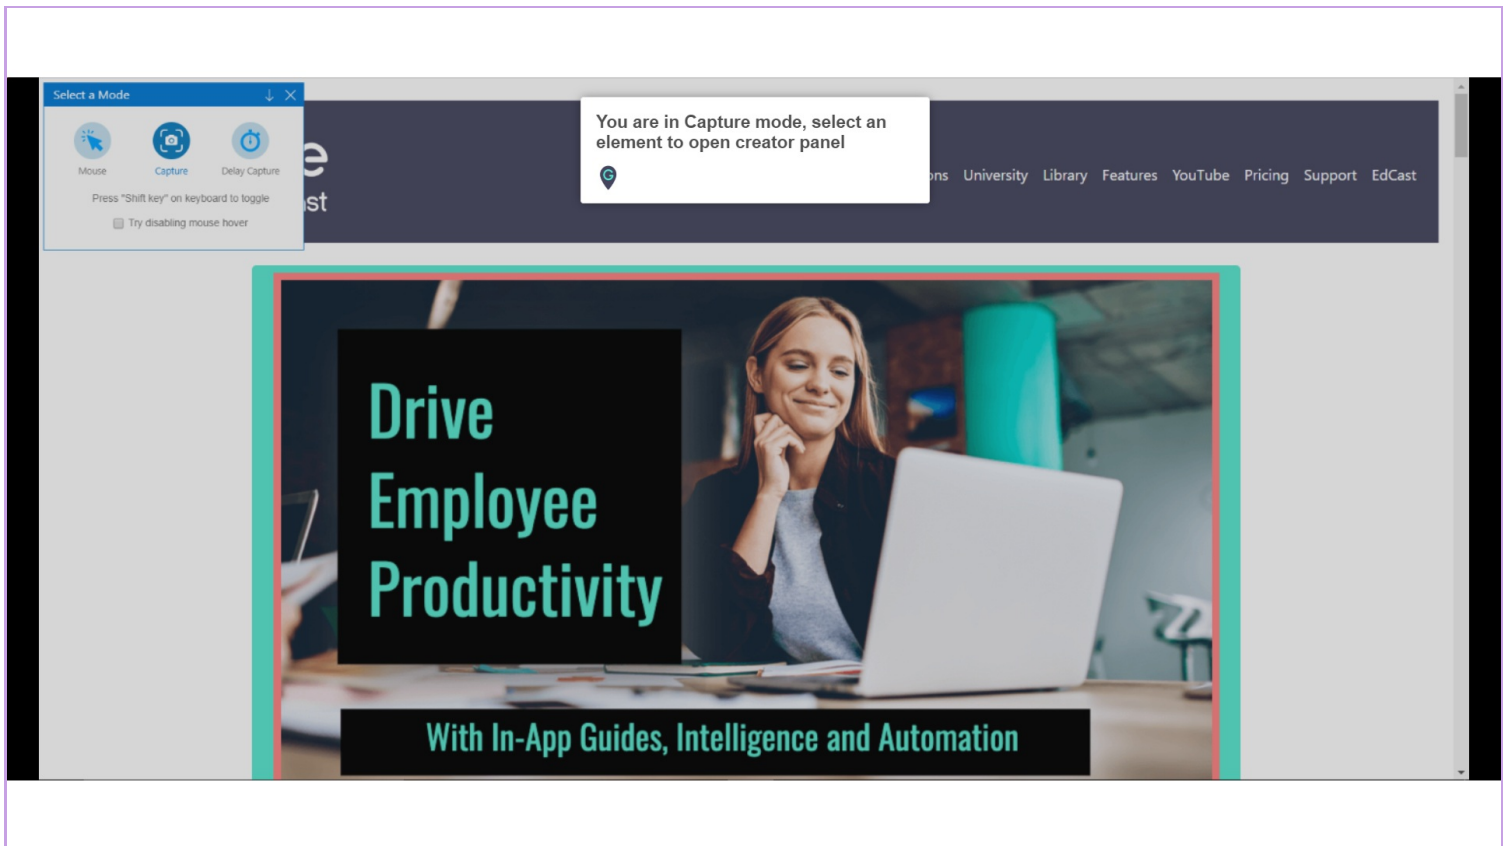 Select a Mode
Mouse
Capture
Delay Capture
Press "Shift key" on keyboard to toggle
Try disabling mouse hover
You are in Capture mode, select an
element to open creator panel
G
University Library Features YouTube Pricing Support EdCast
Drive
Employee
Productivity
With In-App Guides, Intelligence and Automation